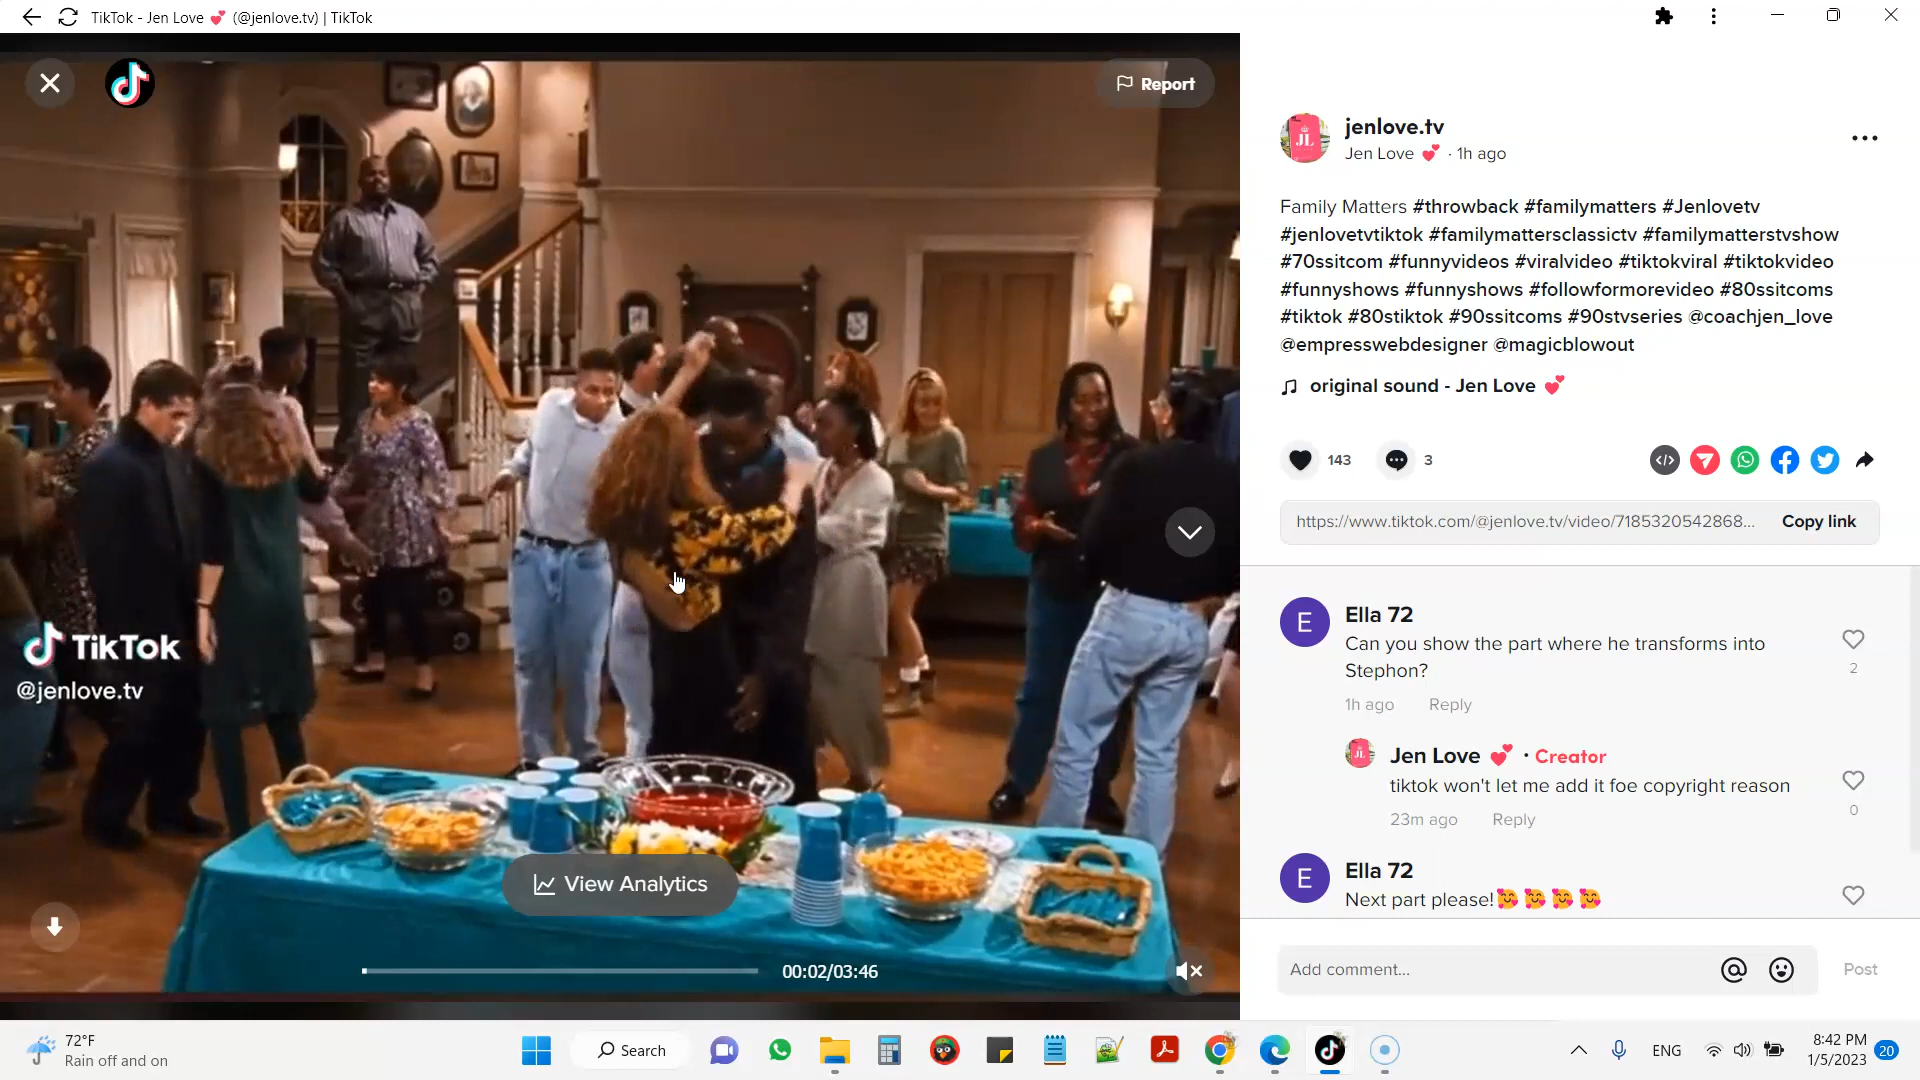 TikTok - Jen Love 💕 (@jenlove.tv) | TikTok
Report
TikTok
@jenlove.tv
View Analytics
00:02/03:46
JL
jenlove.tv
Jen Love 💕 · 1h ago
Family Matters #throwback #familymatters #Jenlovetv
#jenlovetvtiktok #familymattersclassictv #familymatterstvshow
#70ssitcom #funnyvideos #viralvideo #tiktokviral #tiktokvideo
#funnyshows #funnyshows #followformorevideo #80ssitcoms
#tiktok #80stiktok #90ssitcoms #90stvseries @coachjen_love
@empresswebdesigner @magicblowout
original sound - Jen Love 💕
143
3
https://www.tiktok.com/@jenlove.tv/video/7185320542868...
Copy link
E
Ella 72
Can you show the part where he transforms into
Stephon?
2
1h ago Reply
JL
Jen Love 💕 · Creator
tiktok won't let me add it foe copyright reason
0
23m ago Reply
E
Ella 72
Next part please!🥰🥰🥰🥰
Add comment...
Post
72°F
Rain off and on
Search
ENG
8:42 PM
1/5/2023
20